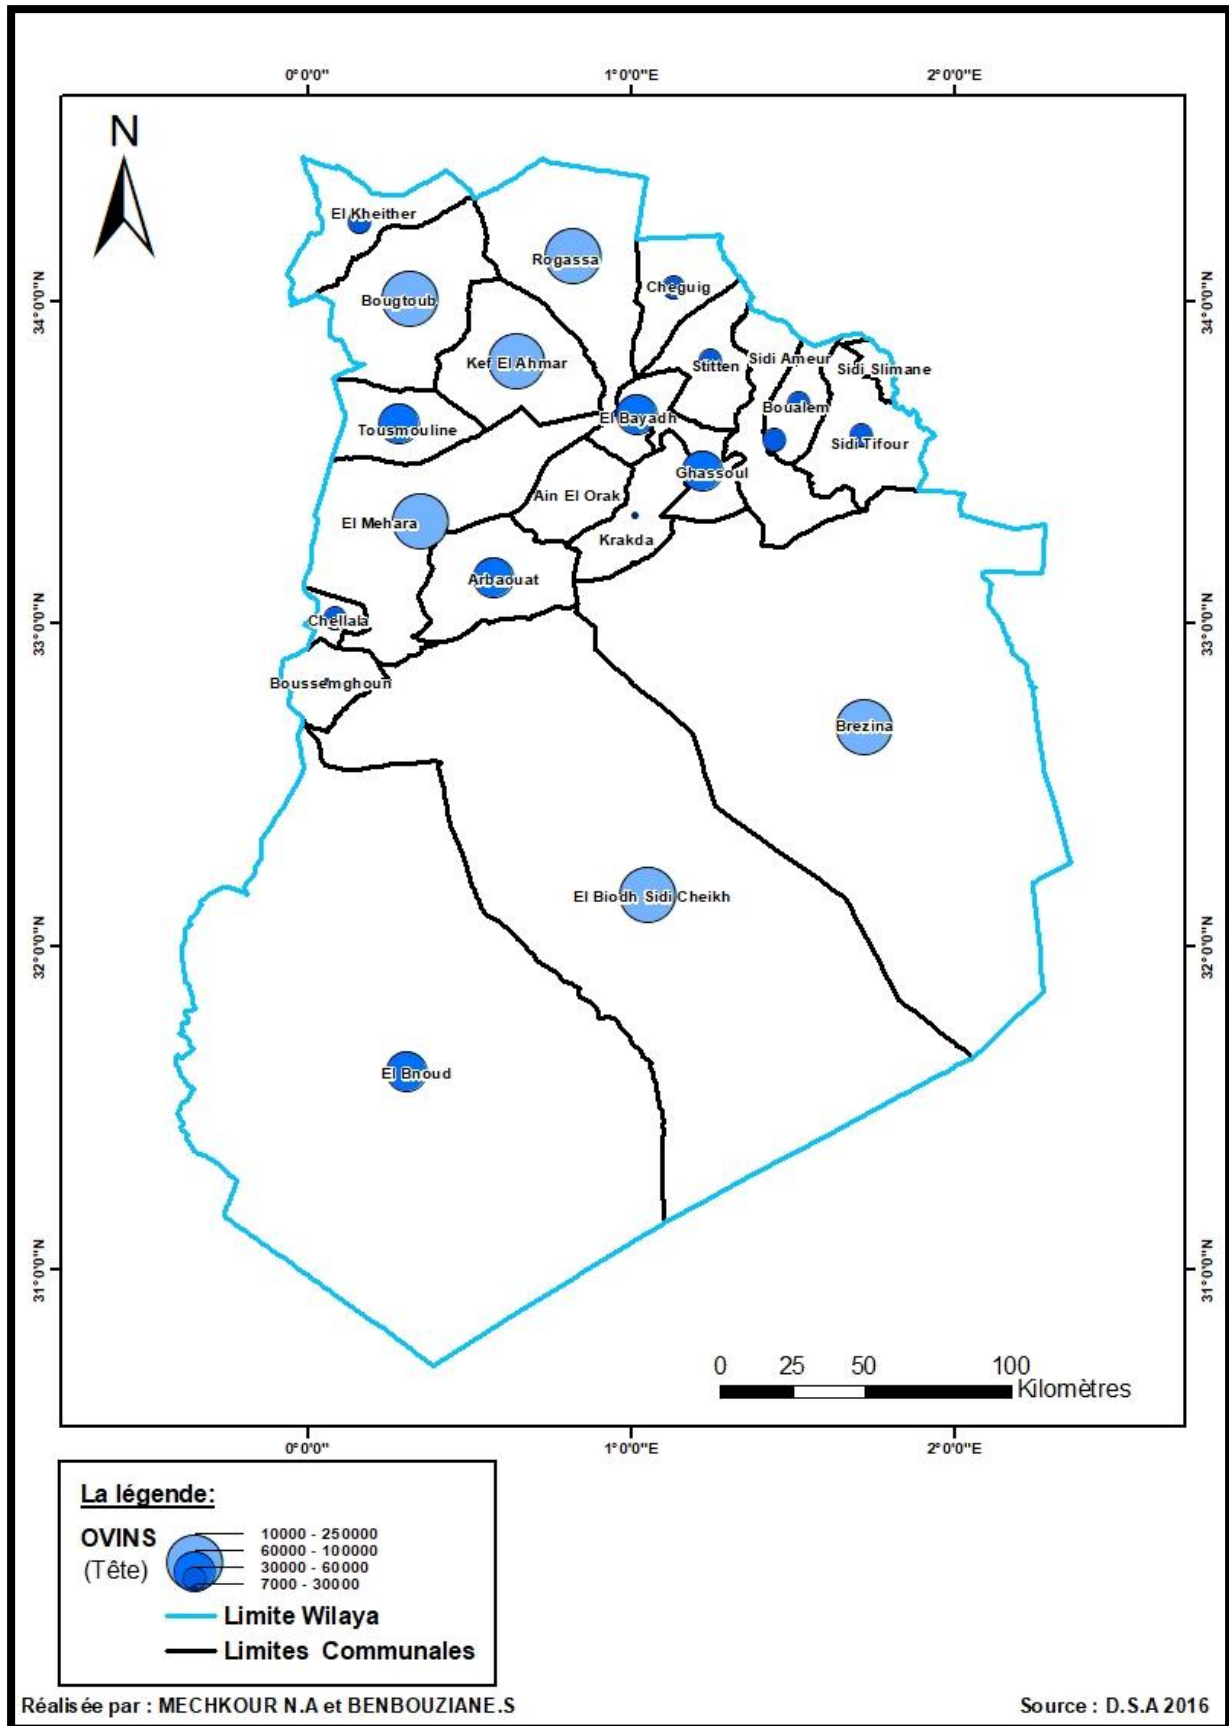 0°0'0" 1°0'0"E 2°0'0"E
N
El Kheither
Rogassa
Cheguig
Bougtoub
34°0'0"N 34°0'0"N
Kef El Ahmar
Stitten
Sidi Ameur
Sidi Slimane
Boualem
El Bayadh
Tousmouline
Sidi Tifour
Ghassoul
Ain El Orak
El Mehara
Krakda
Arbaouat
Chellala
33°0'0"N 33°0'0"N
Boussemghoun
Brezina
El Biodh Sidi Cheikh
32°0'0"N 32°0'0"N
El Bnoud
31°0'0"N 31°0'0"N
0 25 50 100
Kilomètres
0°0'0" 1°0'0"E 2°0'0"E
La légende:
OVINS
(Tête)
10000 - 250000
60000 - 100000
30000 - 60000
7000 - 30000
Limite Wilaya
Limites Communales
Réalisée par : MECHKOUR N.A et BENBOUZIANE.S Source : D.S.A 2016